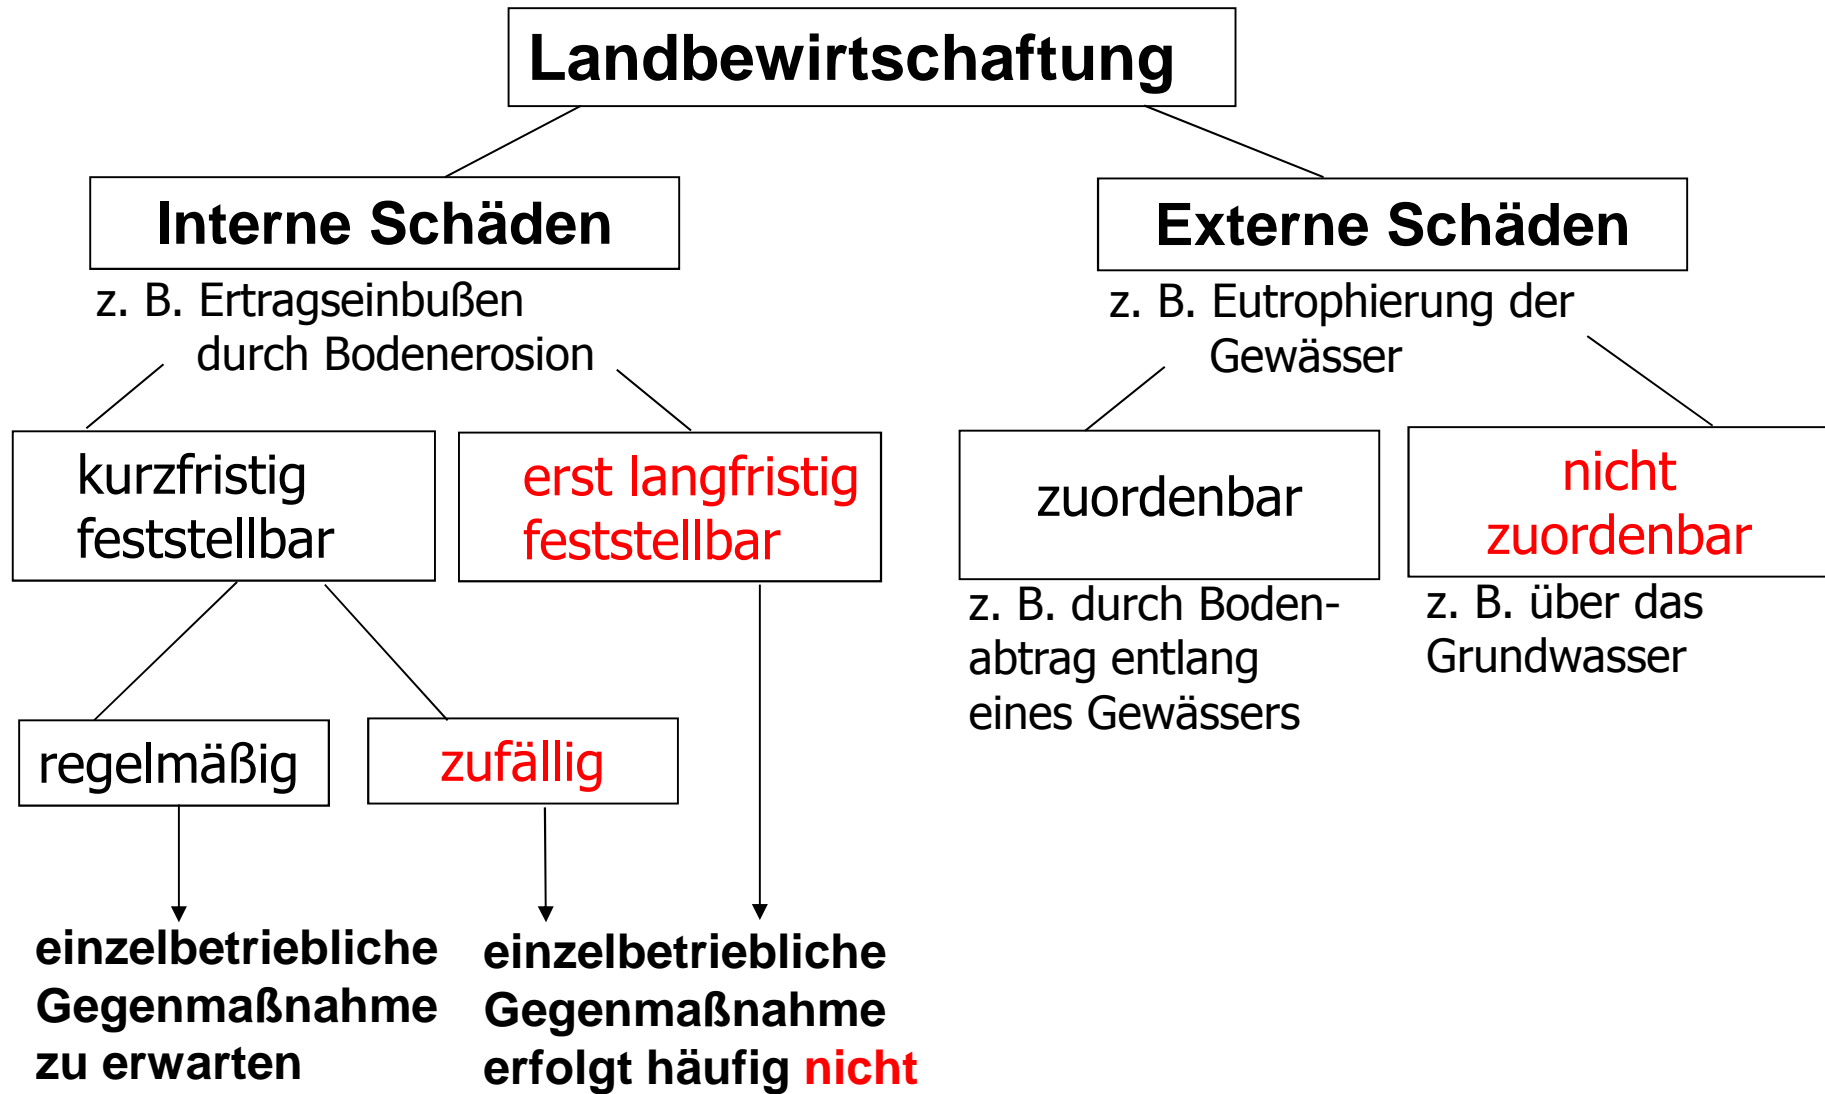 Landbewirtschaftung
Interne Schäden
z. B. Ertragseinbußen
durch Bodenerosion
Externe Schäden
z. B. Eutrophierung der
Gewässer
kurzfristig
feststellbar
erst langfristig
feststellbar
zuordenbar
z. B. durch Boden-
abtrag entlang
eines Gewässers
nicht
zuordenbar
z. B. über das
Grundwasser
regelmäßig
zufällig
einzelbetriebliche
Gegenmaßnahme
zu erwarten
einzelbetriebliche
Gegenmaßnahme
erfolgt häufig nicht